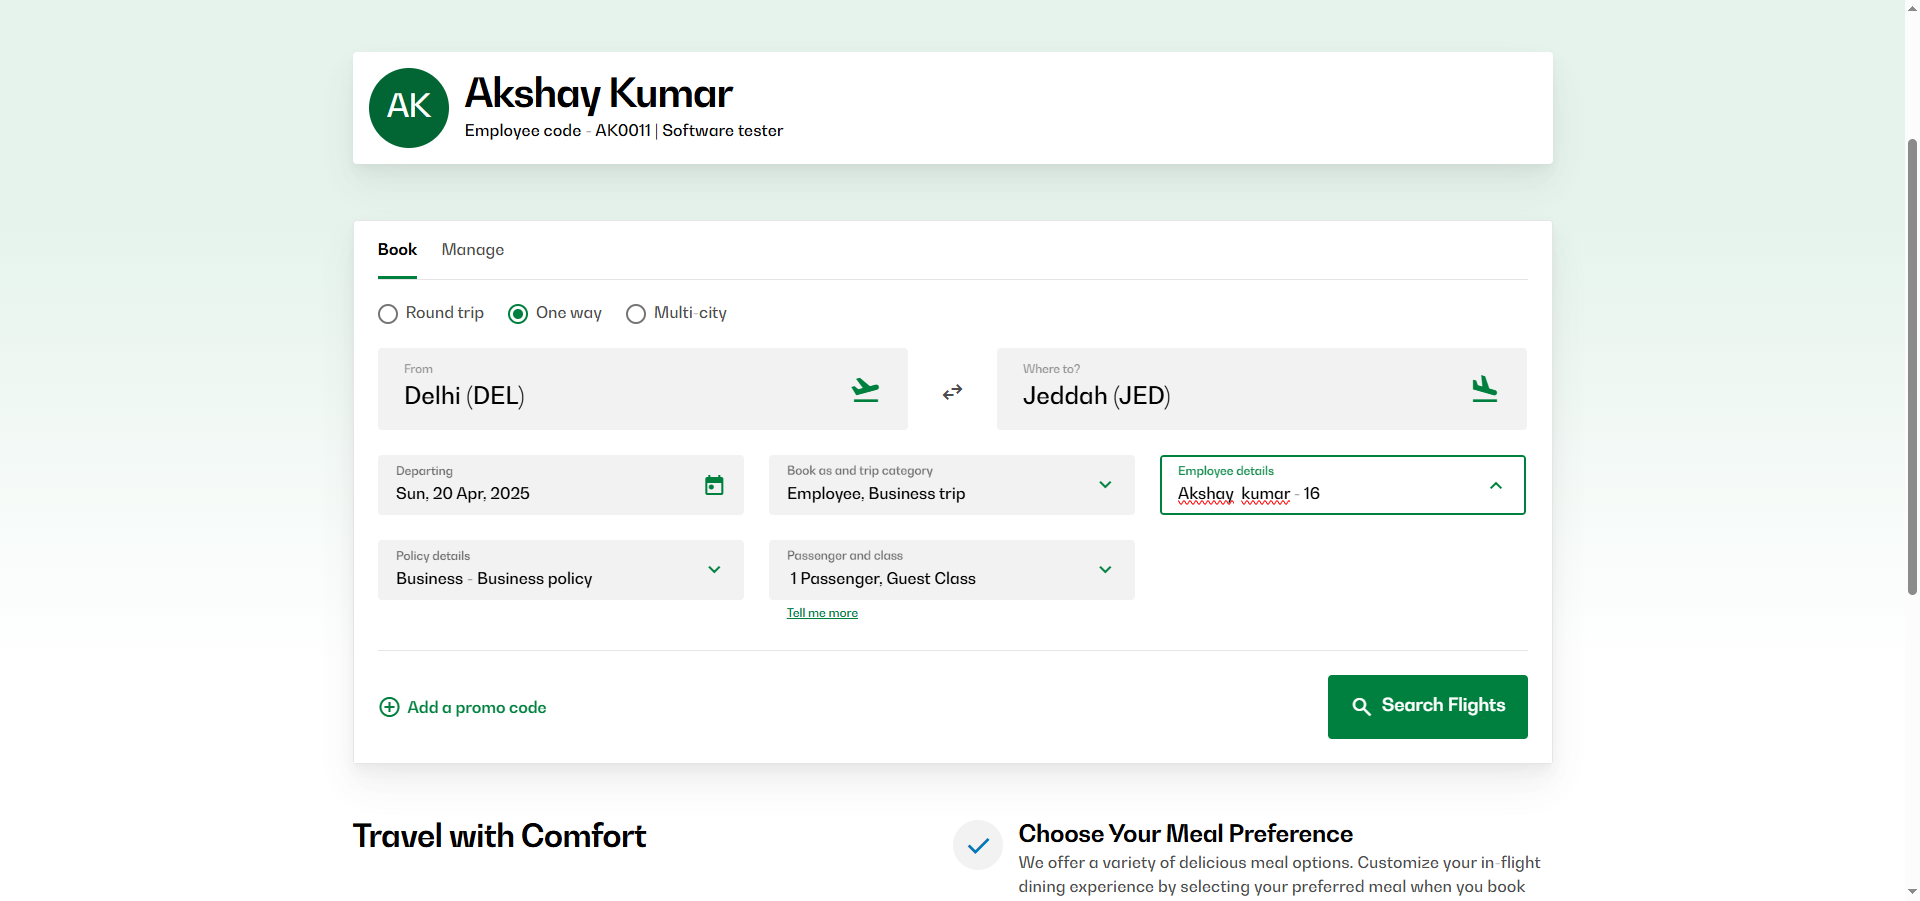 AK
Akshay Kumar
Employee code - AK0011 | Software tester
Book
Manage
Round trip
One way
Multi-city
From
Delhi (DEL)
Where to?
Jeddah (JED)
Departing
Sun, 20 Apr, 2025
Book as and trip category
Employee, Business trip
Employee details
Akshay kumar - 16
Policy details
Business - Business policy
Passenger and class
1 Passenger, Guest Class
Tell me more
Add a promo code
Search Flights
Travel with Comfort
Choose Your Meal Preference
We offer a variety of delicious meal options. Customize your in-flight
dining experience by selecting your preferred meal when you book